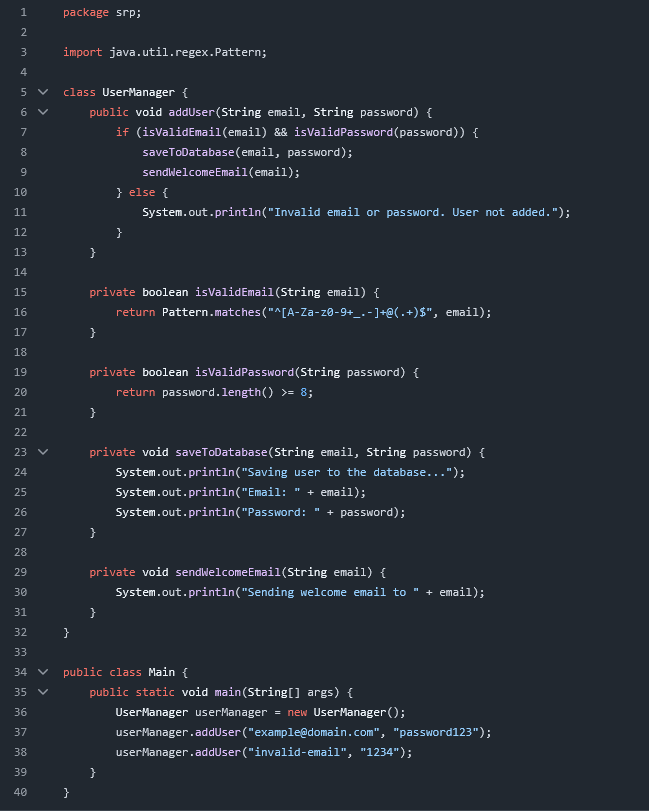 1 package srp;
2
3 import java.util.regex.Pattern;
4
5 class UserManager {
6     public void addUser(String email, String password) {
7         if (isValidEmail(email) && isValidPassword(password)) {
8             saveToDatabase(email, password);
9             sendWelcomeEmail(email);
10         } else {
11             System.out.println("Invalid email or password. User not added.");
12         }
13     }
14
15     private boolean isValidEmail(String email) {
16         return Pattern.matches("^[A-Za-z0-9+_.-]+@(.+)$", email);
17     }
18
19     private boolean isValidPassword(String password) {
20         return password.length() >= 8;
21     }
22
23     private void saveToDatabase(String email, String password) {
24         System.out.println("Saving user to the database...");
25         System.out.println("Email: " + email);
26         System.out.println("Password: " + password);
27     }
28
29     private void sendWelcomeEmail(String email) {
30         System.out.println("Sending welcome email to " + email);
31     }
32 }
33
34 public class Main {
35     public static void main(String[] args) {
36         UserManager userManager = new UserManager();
37         userManager.addUser("example@domain.com", "password123");
38         userManager.addUser("invalid-email", "1234");
39     }
40 }